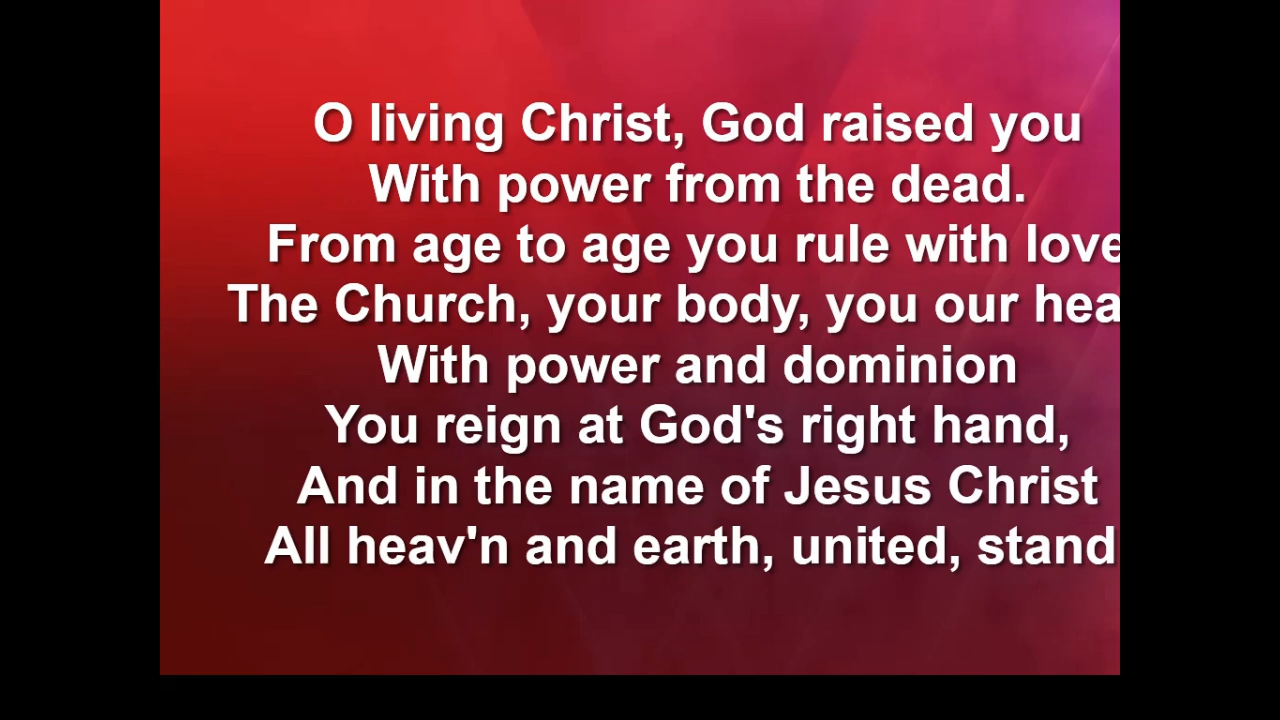 O living Christ, God raised you
With power from the dead.
From age to age you rule with love
The Church, your body, you our
With power and dominion
You reign at God's right hand,
And in the name of Jesus Christ
All heav'n and earth, united, stand